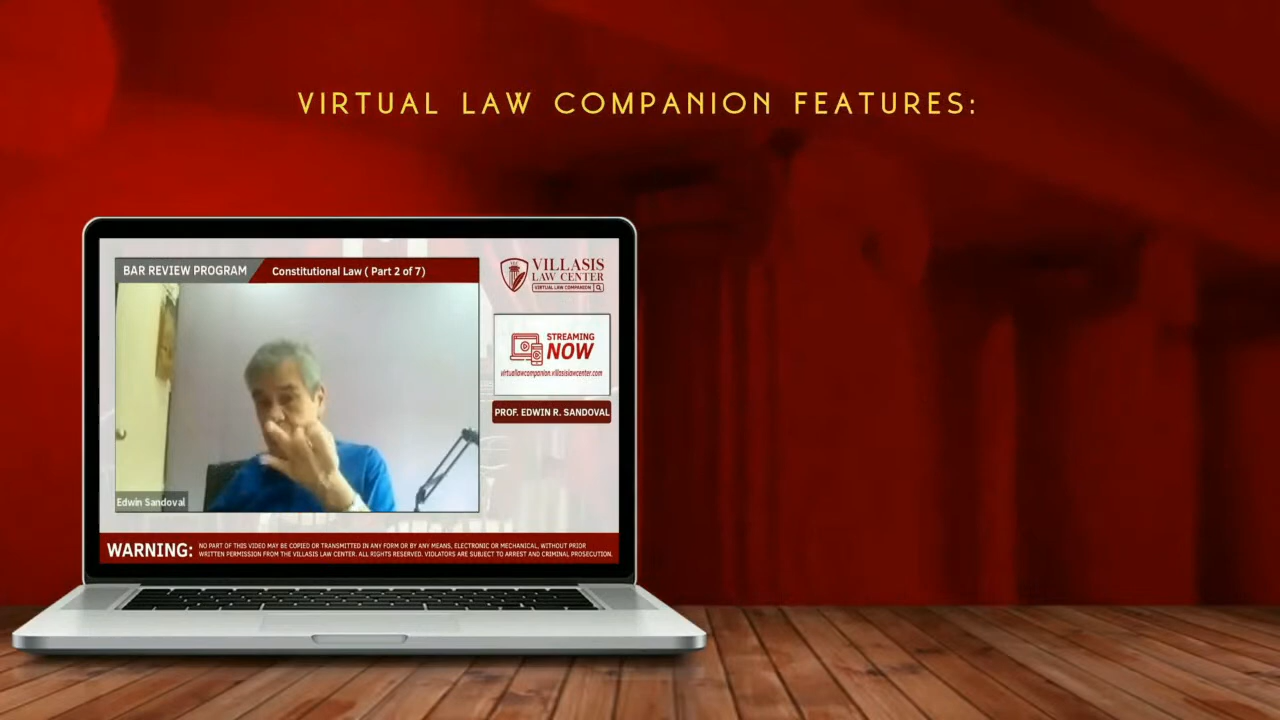 VIRTUAL LAW COMPANION FEATURES:
BAR REVIEW PROGRAM
Constitutional Law ( Part 2 of 7)
VILLASIS
LAW CENTER
VIRTUAL LAW COMPANION
STREAMING
NOW
virtuallawcompanion.villasislawcenter.com
PROF. EDWIN R. SANDOVAL
Edwin Sandoval
WARNING:
NO PART OF THIS VIDEO MAY BE COPIED OR TRANSMITTED IN ANY FORM OR BY ANY MEANS, ELECTRONIC OR MECHANICAL, WITHOUT PRIOR
WRITTEN PERMISSION FROM THE VILLASIS LAW CENTER. ALL RIGHTS RESERVED. VIOLATORS ARE SUBJECT TO ARREST AND CRIMINAL PROSECUTION.